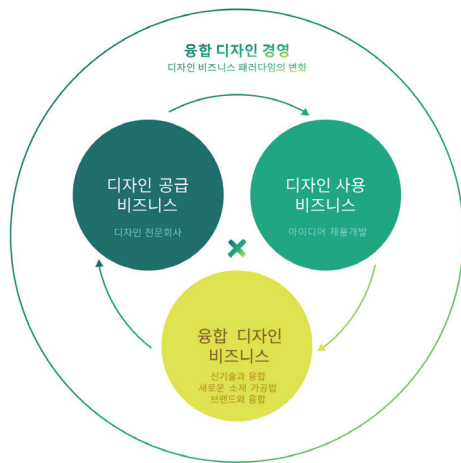 융합 디자인 경영
디자인 비즈니스 패러다임의 변화
디자인 공급
비즈니스
디자인 전문회사
디자인 사용
비즈니스
아이디어 제품개발
융합 디자인
비즈니스
신기술과 융합
새로운 소재 가공법
브랜드와 융합